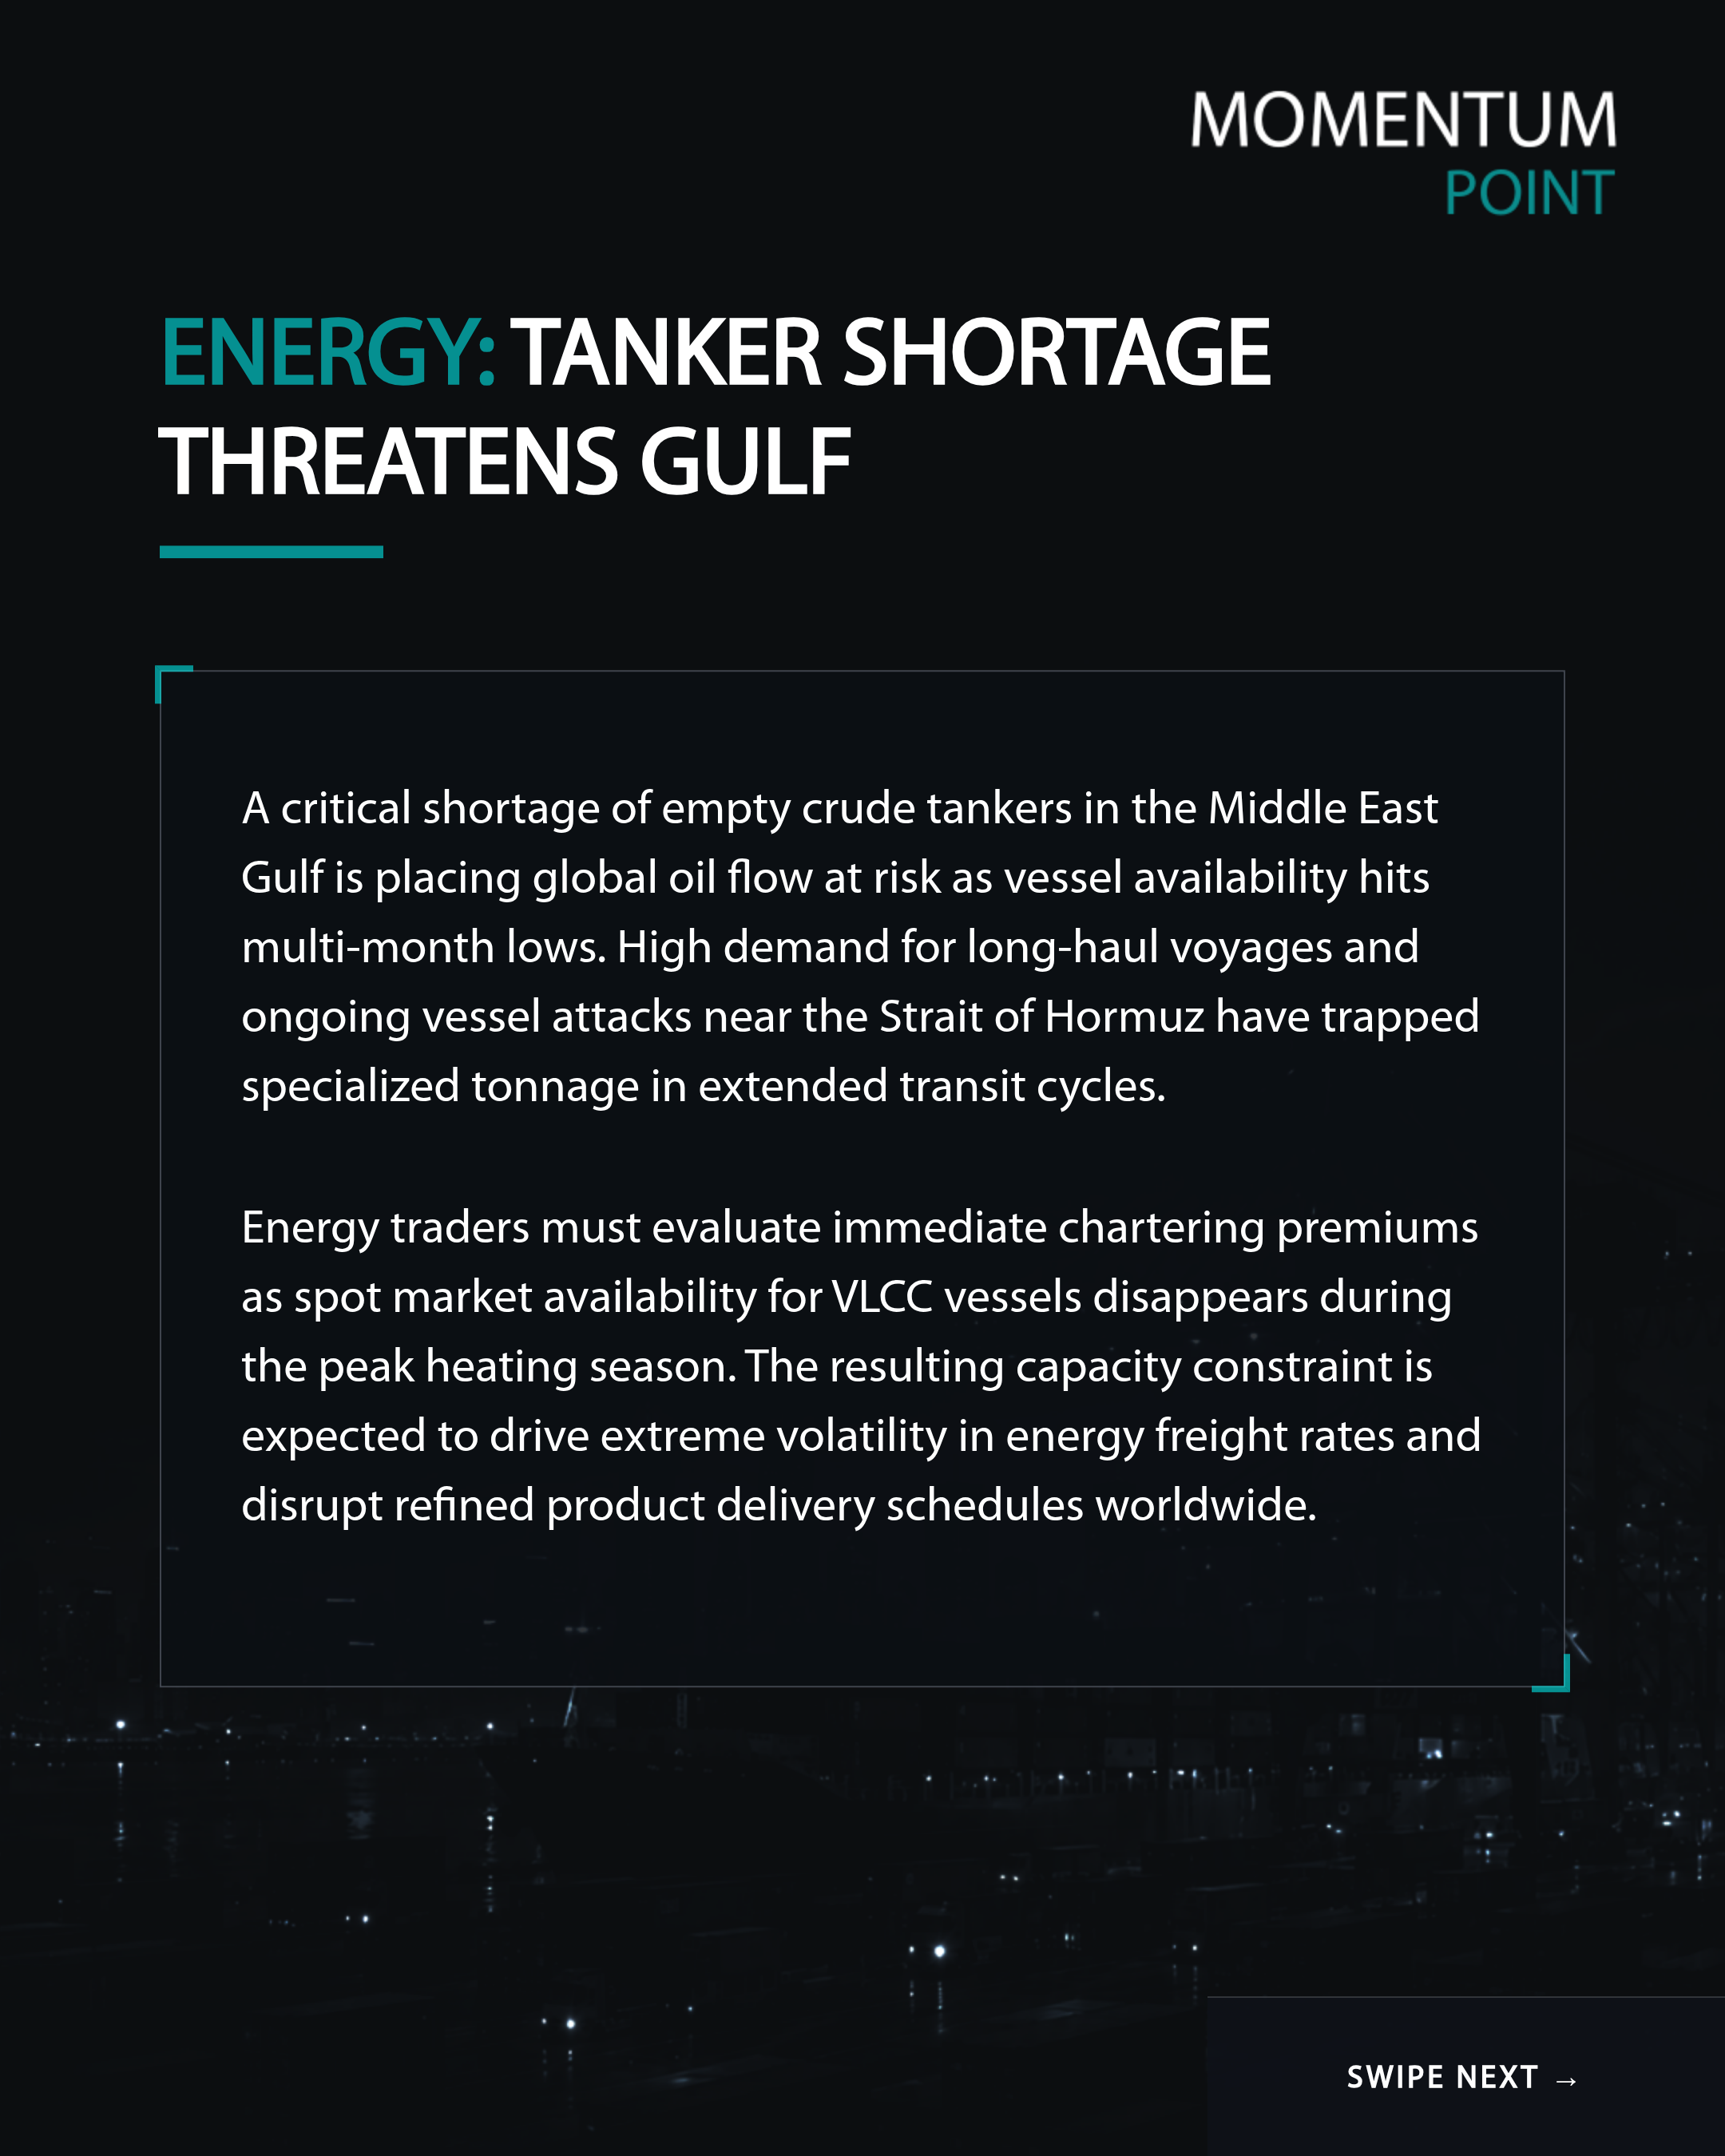 MOMENTUM
POINT
ENERGY: TANKER SHORTAGE
THREATENS GULF
A critical shortage of empty crude tankers in the Middle East
Gulf is placing global oil flow at risk as vessel availability hits
multi-month lows. High demand for long-haul voyages and
ongoing vessel attacks near the Strait of Hormuz have trapped
specialized tonnage in extended transit cycles.
Energy traders must evaluate immediate chartering premiums
as spot market availability for VLCC vessels disappears during
the peak heating season. The resulting capacity constraint is
expected to drive extreme volatility in energy freight rates and
disrupt refined product delivery schedules worldwide.
SWIPE NEXT →